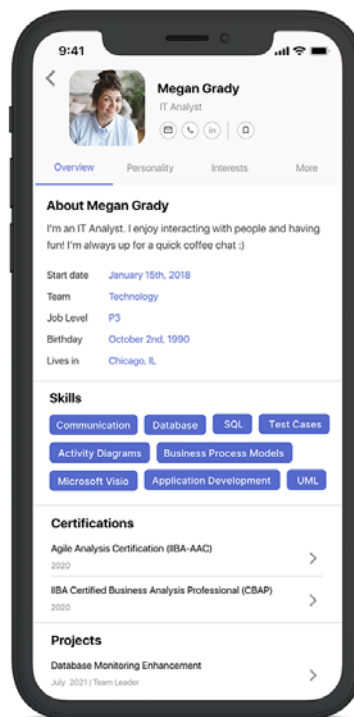 9:41
Megan Grady
IT Analyst
in
Overview Personality Interests More
About Megan Grady
I'm an IT Analyst. I enjoy interacting with people and having
fun! I'm always up for a quick coffee chat :)
Start date January 15th, 2018
Team Technology
Job Level P3
Birthday October 2nd, 1990
Lives in Chicago, IL
Skills
Communication Database SQL Test Cases
Activity Diagrams Business Process Models
Microsoft Visio Application Development UML
Certifications
Agile Analysis Certification (IIBA-AAC)
2020
IIBA Certified Business Analysis Professional (CBAP)
2020
Projects
Database Monitoring Enhancement
July 2021 | Team Leader